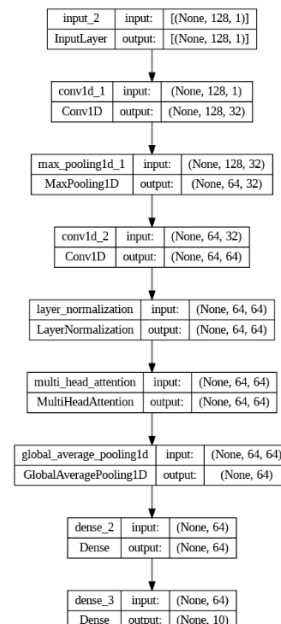 input_2 input: [(None, 128, 1)]
InputLayer output: [(None, 128, 1)]
conv1d_1 input: (None, 128, 1)
Conv1D output: (None, 128, 32)
max_pooling1d_1 input: (None, 128, 32)
MaxPooling1D output: (None, 64, 32)
conv1d_2 input: (None, 64, 32)
Conv1D output: (None, 64, 64)
layer_normalization input: (None, 64, 64)
LayerNormalization output: (None, 64, 64)
multi_head_attention input: (None, 64, 64)
MultiHeadAttention output: (None, 64, 64)
global_average_pooling1d input: (None, 64, 64)
GlobalAveragePooling1D output: (None, 64)
dense_2 input: (None, 64)
Dense output: (None, 64)
dense_3 input: (None, 64)
Dense output: (None, 10)